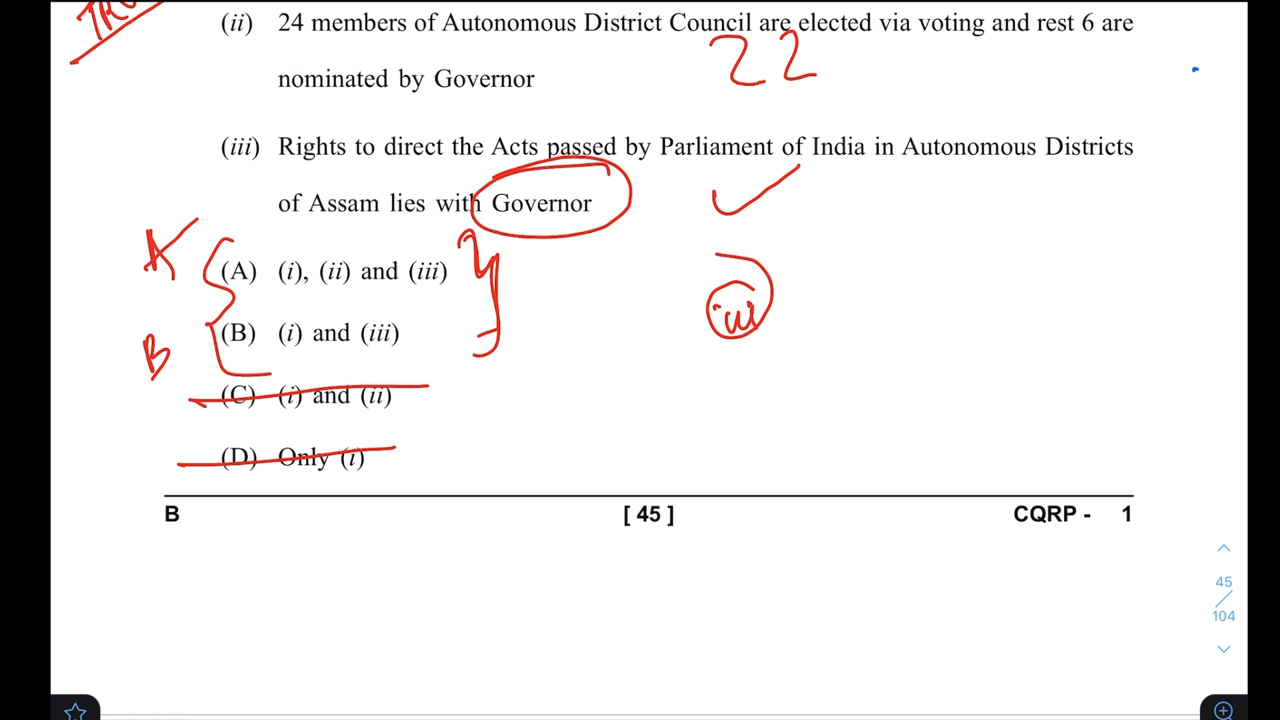 TRU
(ii) 24 members of Autonomous District Council are elected via voting and rest 6 are
22
nominated by Governor
(iii) Rights to direct the Acts passed by Parliament of India in Autonomous Districts
of Assam lies with Governor
A
(A) (i), (ii) and (iii)
iii
B
(B) (i) and (iii)
(C) (i) and (ii)
(D) Only (i)
B [ 45 ] CQRP - 1
45
104